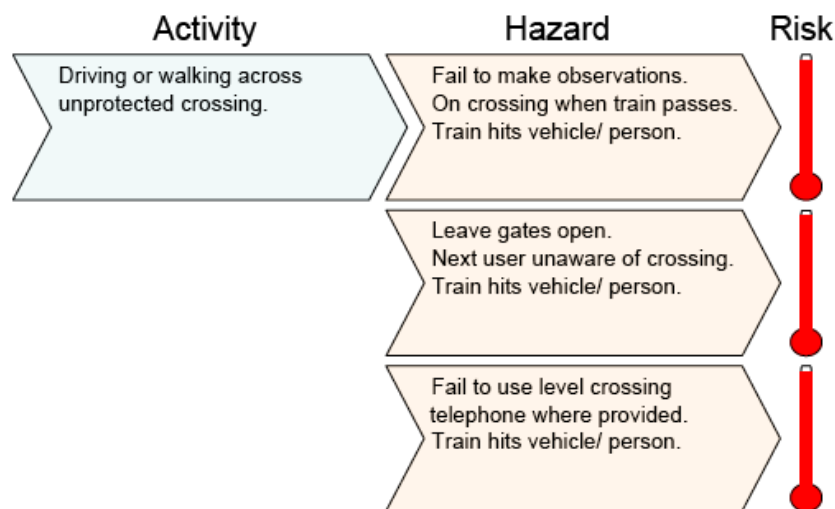 Activity
Hazard
Risk
Driving or walking across
unprotected crossing.
Fail to make observations.
On crossing when train passes.
Train hits vehicle/ person.
Leave gates open.
Next user unaware of crossing.
Train hits vehicle/ person.
Fail to use level crossing
telephone where provided.
Train hits vehicle/ person.